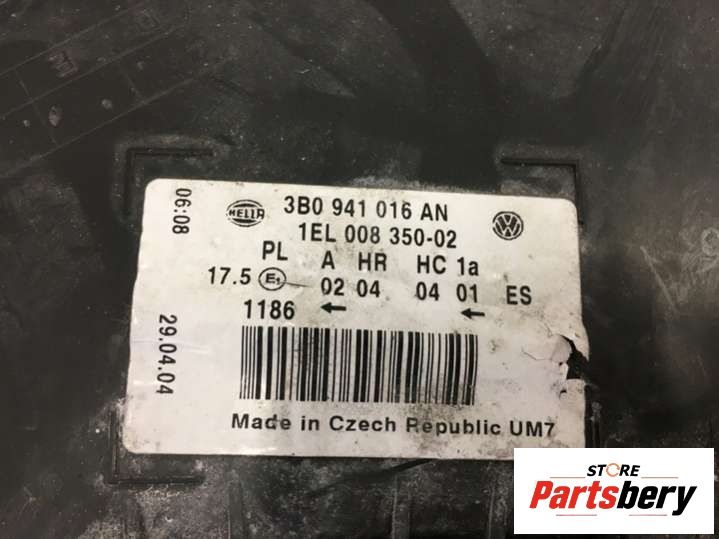 06:08
29.04.04
HELLA
3B0 941 016 AN
VW
1EL 008 350-02
PL A HR HC 1a
17.5 E1 02 04 04 01 ES
1186 ← ←
Made in Czech Republic UM7
STORE
Partsbery